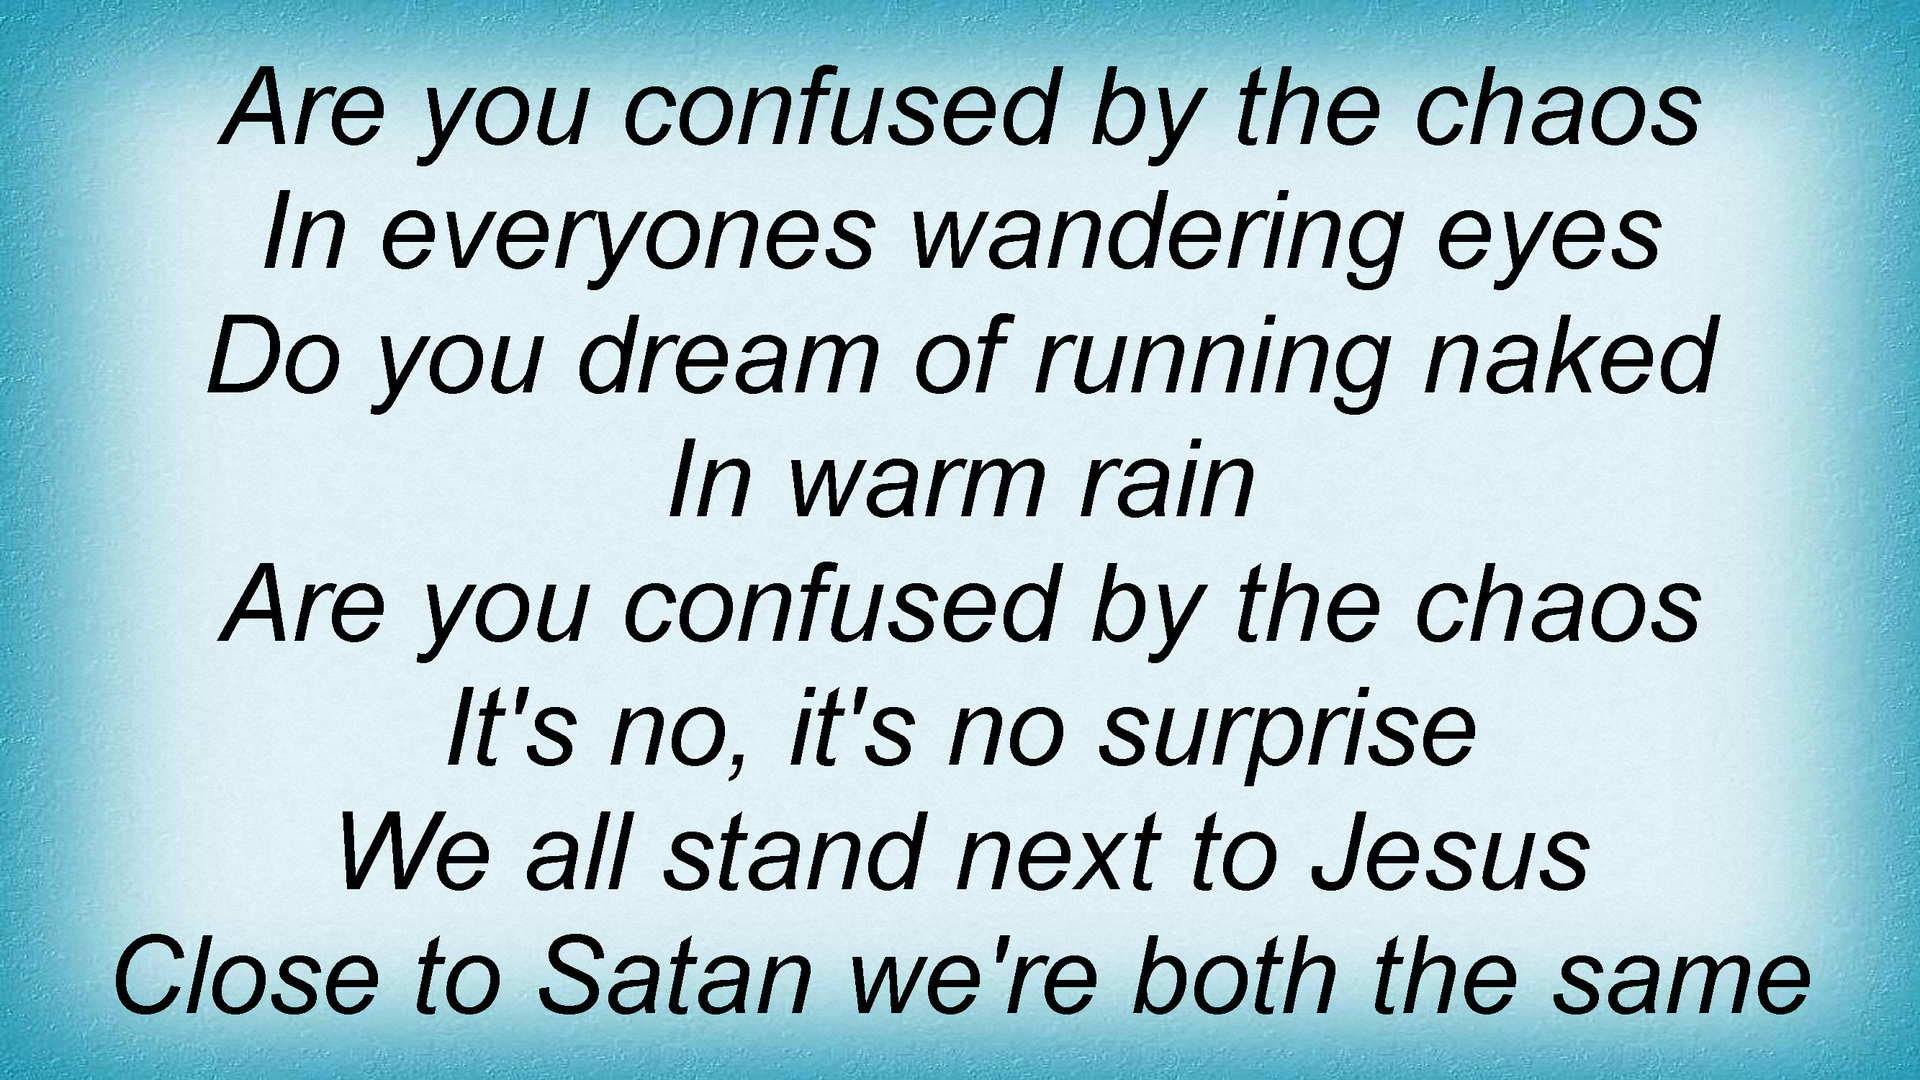 Are you confused by the chaos
In everyones wandering eyes
Do you dream of running naked
In warm rain
Are you confused by the chaos
It's no, it's no surprise
We all stand next to Jesus
Close to Satan we're both the same